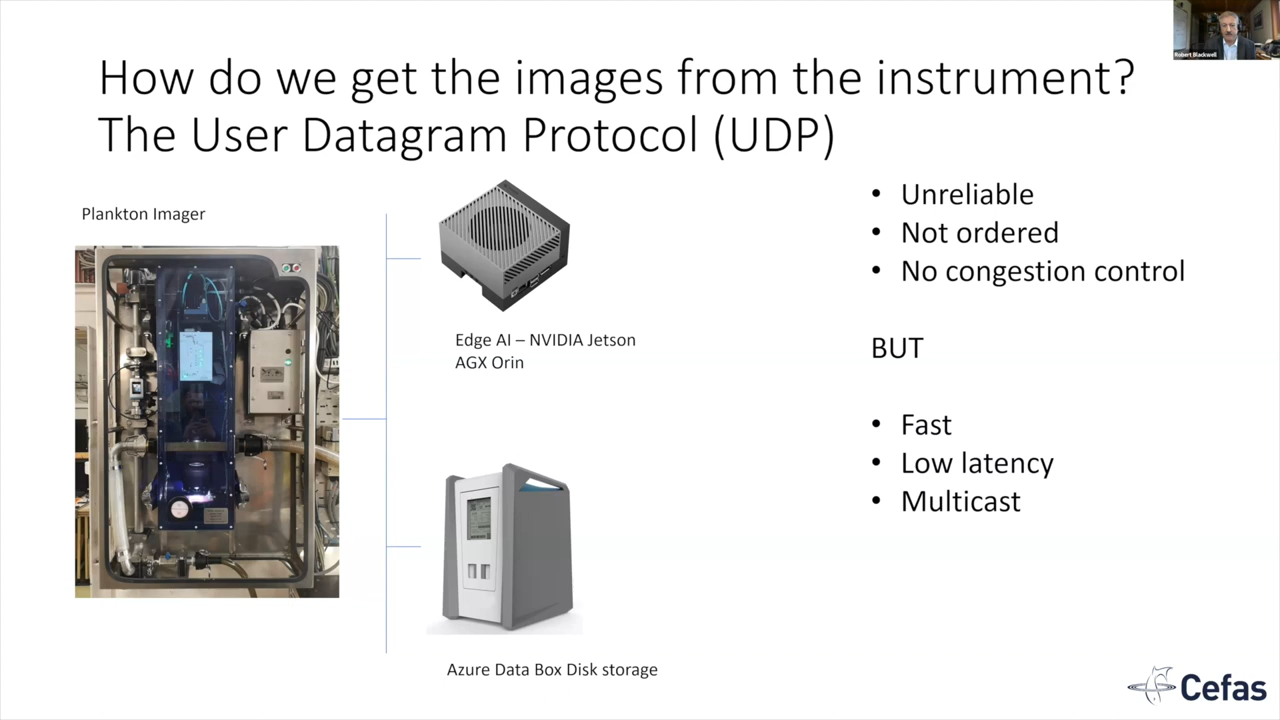 Robert Blackwell
How do we get the images from the instrument?
The User Datagram Protocol (UDP)
Plankton Imager
Edge AI – NVIDIA Jetson
AGX Orin
Azure Data Box Disk storage
• Unreliable
• Not ordered
• No congestion control
BUT
• Fast
• Low latency
• Multicast
Cefas